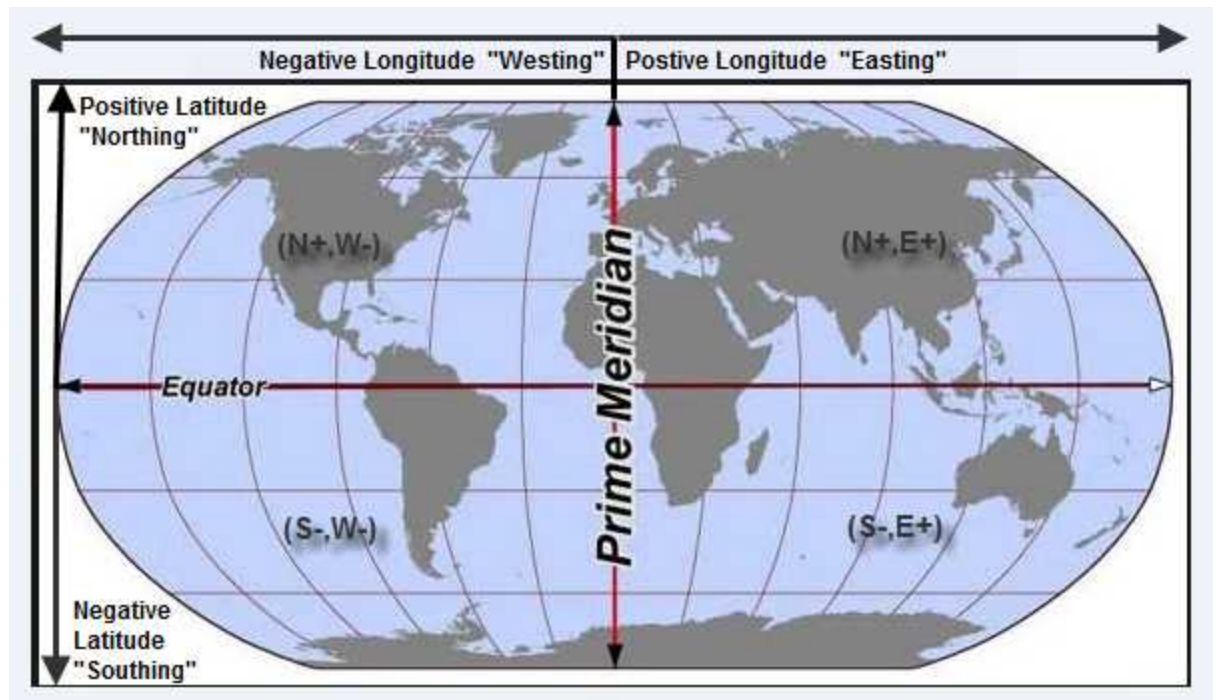 Negative Longitude "Westing"
Postive Longitude "Easting"
Positive Latitude
"Northing"
(N+,W-)
(N+,E+)
Prime Meridian
Equator
(S-,W-)
(S-,E+)
Negative
Latitude
"Southing"